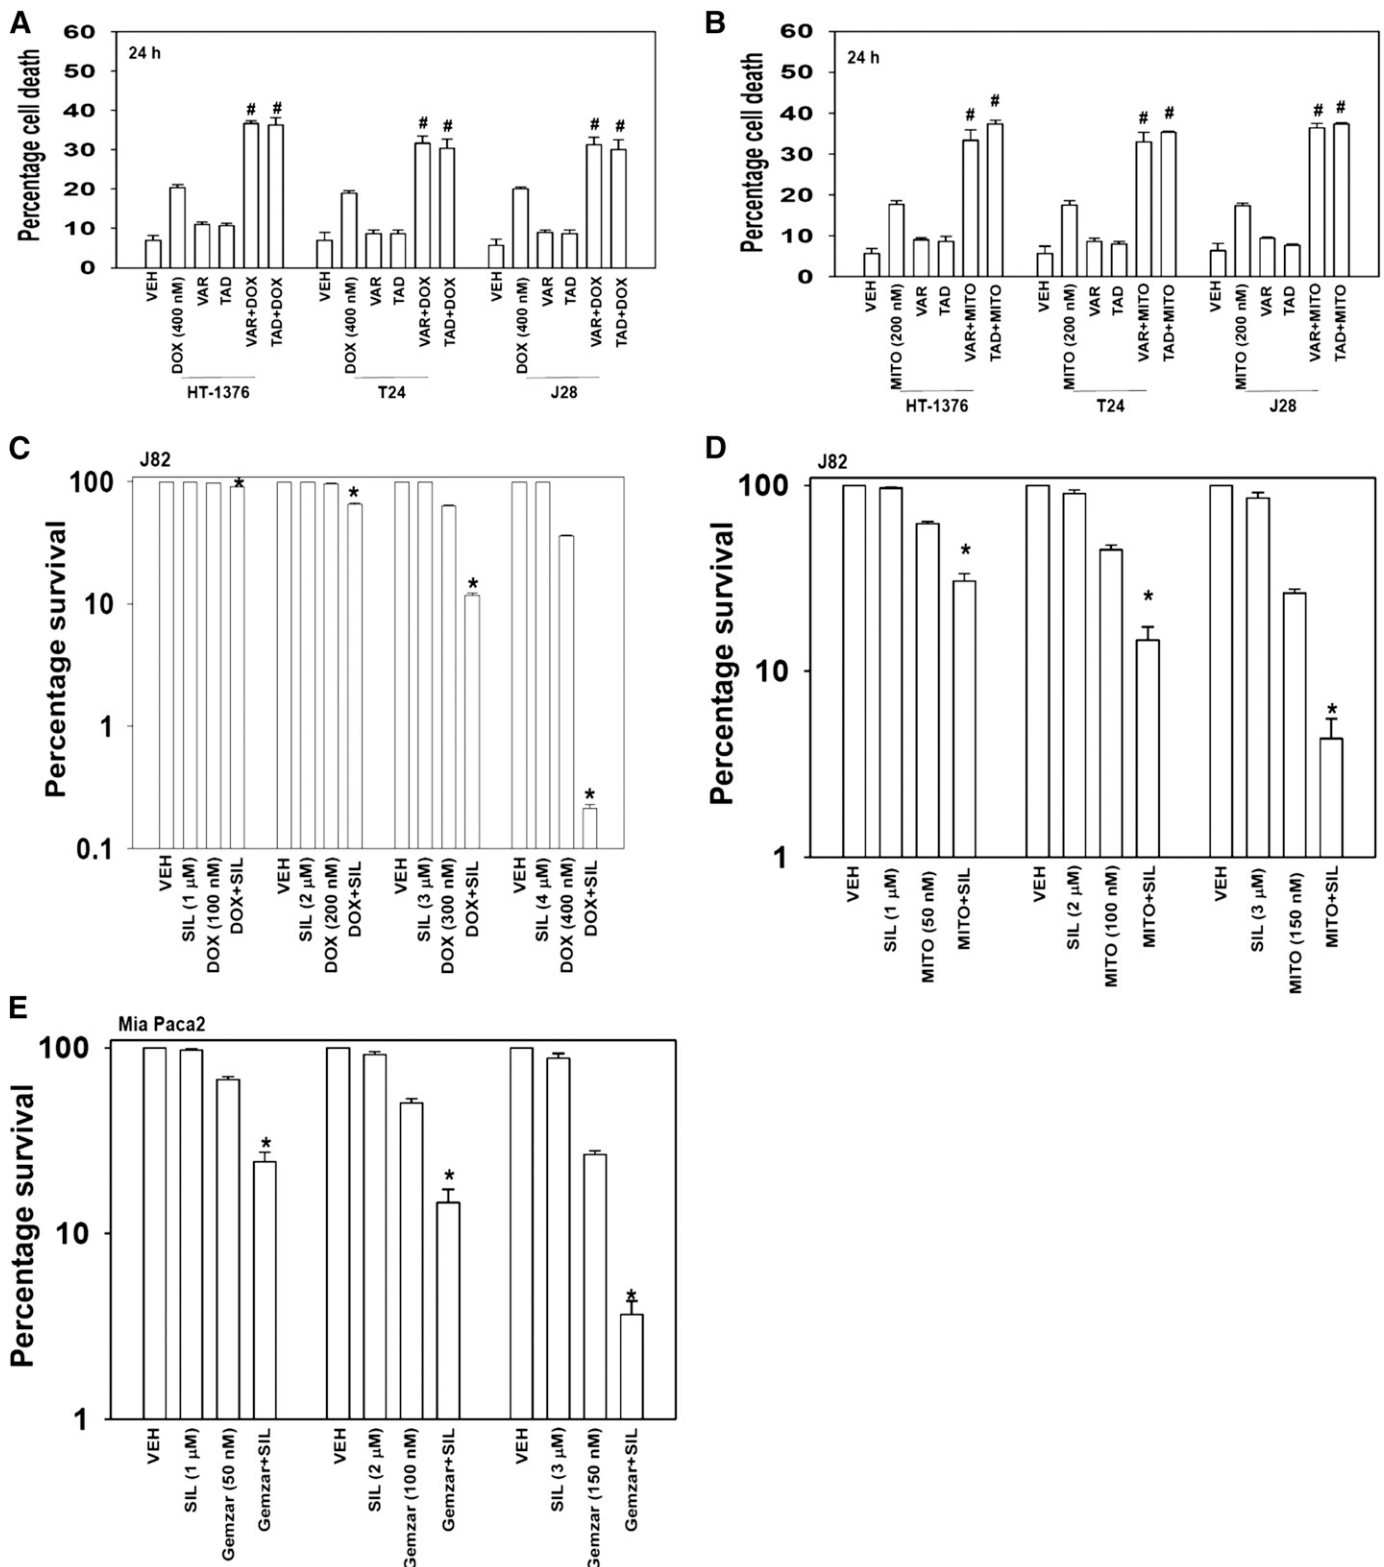 A
Percentage cell death
60
50
40
30
20
10
0
24 h
# # # # # #
VEH
DOX (400 nM)
VAR
TAD
VAR+DOX
TAD+DOX
VEH
DOX (400 nM)
VAR
TAD
VAR+DOX
TAD+DOX
VEH
DOX (400 nM)
VAR
TAD
VAR+DOX
TAD+DOX
HT-1376 T24 J28
B
Percentage cell death
60
50
40
30
20
10
0
24 h
# # # # # #
VEH
MITO (200 nM)
VAR
TAD
VAR+MITO
TAD+MITO
VEH
MITO (200 nM)
VAR
TAD
VAR+MITO
TAD+MITO
VEH
MITO (200 nM)
VAR
TAD
VAR+MITO
TAD+MITO
HT-1376 T24 J28
C
J82
Percentage survival
100
10
1
0.1
* * * *
VEH
SIL (1 μM)
DOX (100 nM)
DOX+SIL
VEH
SIL (2 μM)
DOX (200 nM)
DOX+SIL
VEH
SIL (3 μM)
DOX (300 nM)
DOX+SIL
VEH
SIL (4 μM)
DOX (400 nM)
DOX+SIL
D
J82
Percentage survival
100
10
1
* * *
VEH
SIL (1 μM)
MITO (50 nM)
MITO+SIL
VEH
SIL (2 μM)
MITO (100 nM)
MITO+SIL
VEH
SIL (3 μM)
MITO (150 nM)
MITO+SIL
E
Mia Paca2
Percentage survival
100
10
1
* * *
VEH
SIL (1 μM)
Gemzar (50 nM)
Gemzar+SIL
VEH
SIL (2 μM)
Gemzar (100 nM)
Gemzar+SIL
VEH
SIL (3 μM)
Gemzar (150 nM)
Gemzar+SIL